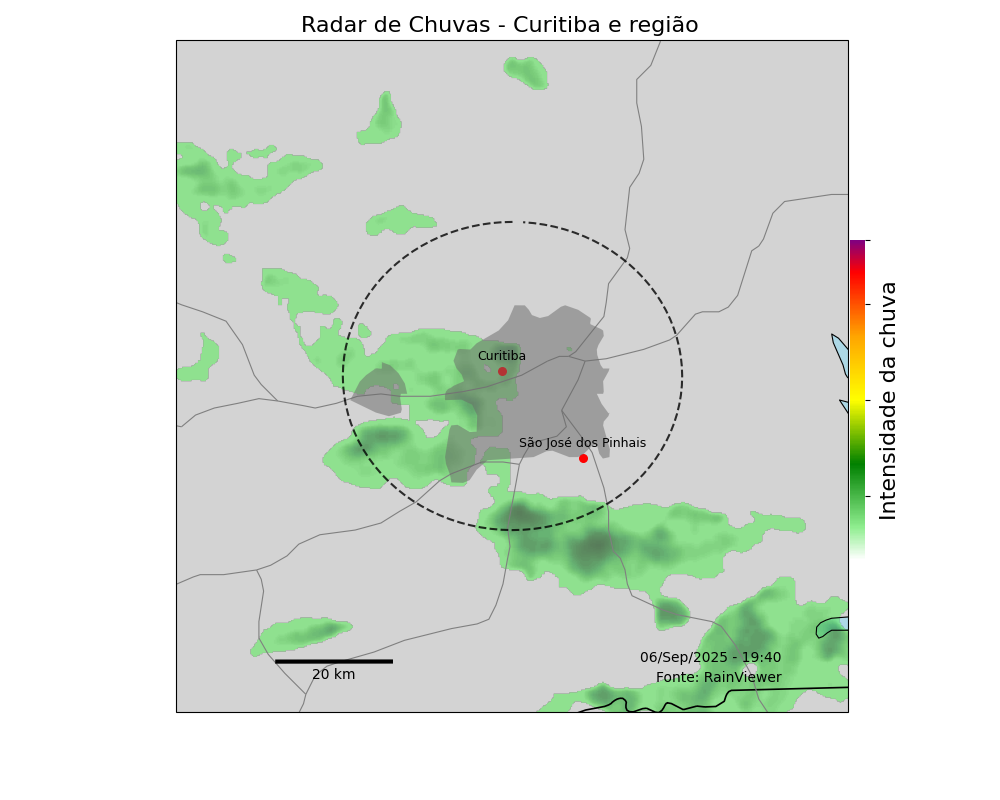 Radar de Chuvas - Curitiba e região
Curitiba
São José dos Pinhais
Intensidade da chuva
06/Sep/2025 - 19:40
Fonte: RainViewer
20 km